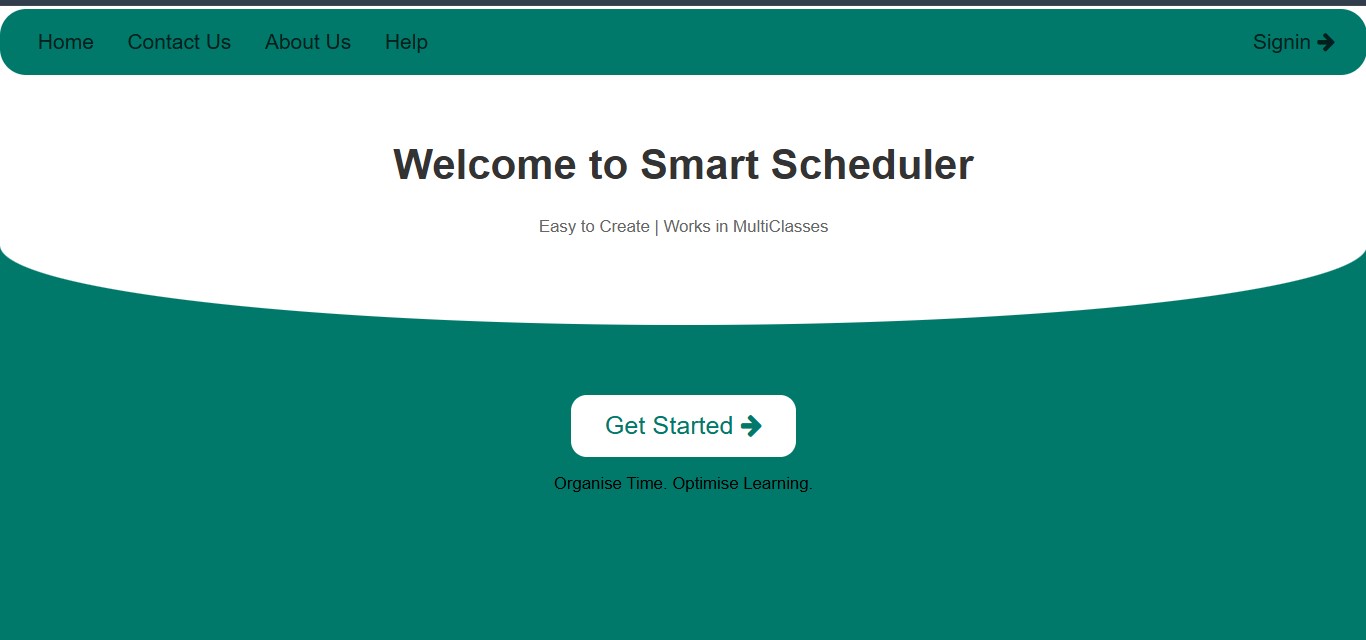 Home Contact Us About Us Help Signin
Welcome to Smart Scheduler
Easy to Create | Works in MultiClasses
Get Started
Organise Time. Optimise Learning.